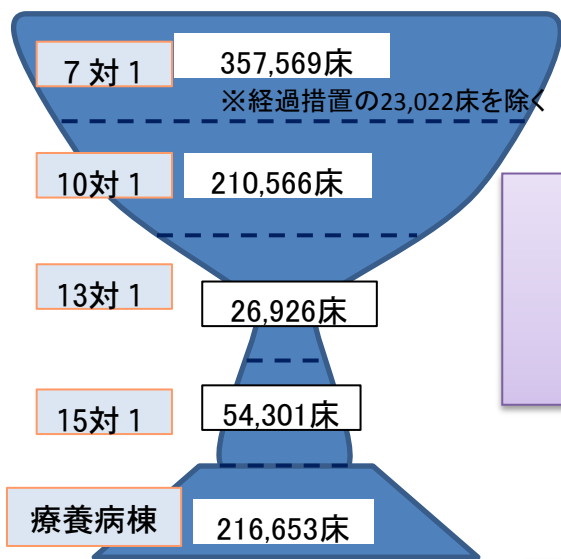 7対1
357,569床
※経過措置の23,022床を除く
10対1
210,566床
13対1
26,926床
15対1
54,301床
療養病棟
216,653床